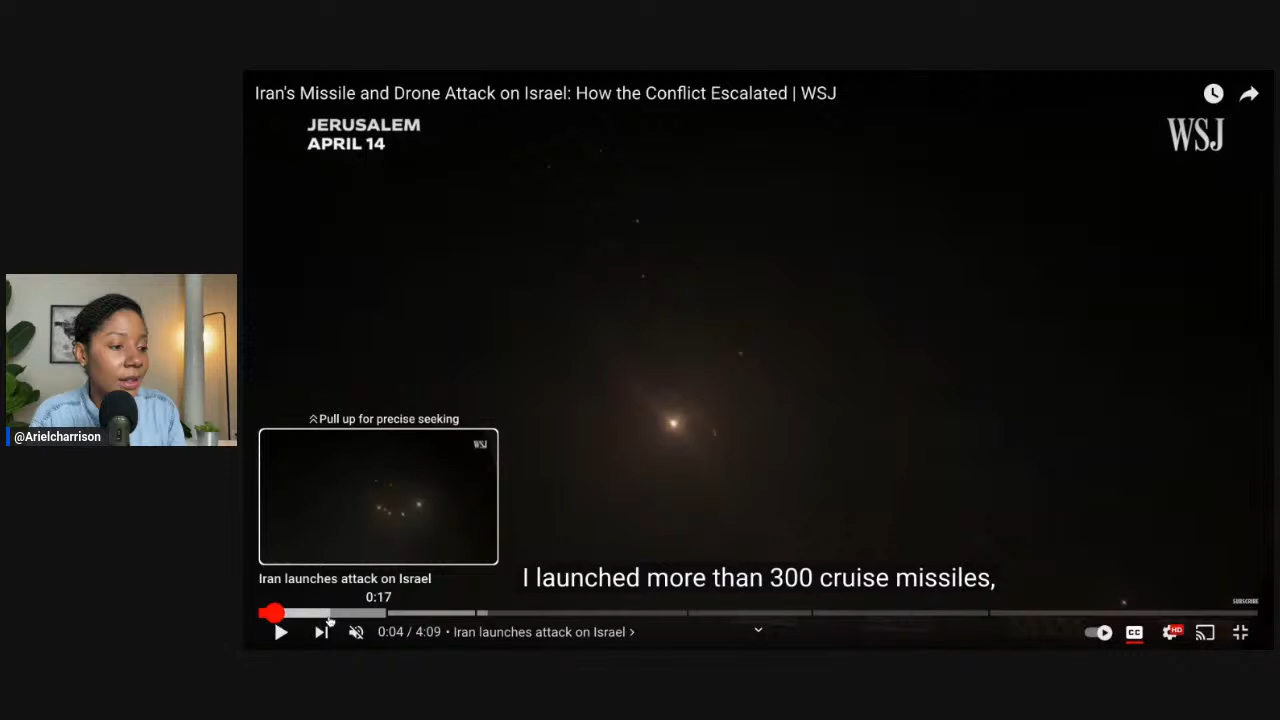 Iran's Missile and Drone Attack on Israel: How the Conflict Escalated | WSJ
JERUSALEM
APRIL 14
WSJ
@Arielcharrison
Pull up for precise seeking
WSJ
Iran launches attack on Israel
0:17
I launched more than 300 cruise missiles,
SUBSCRIBE
0:04 / 4:09 • Iran launches attack on Israel >
CC
HD